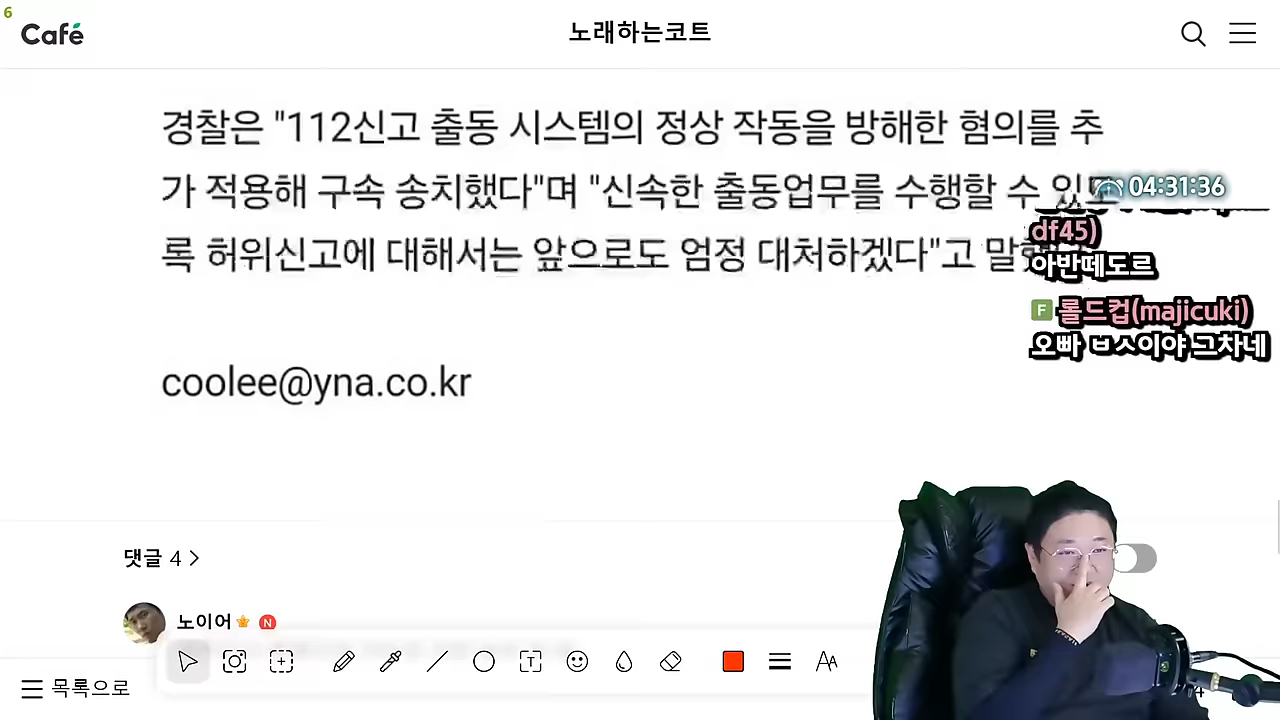 6
Café
노래하는코트
경찰은 "112신고 출동 시스템의 정상 작동을 방해한 혐의를 추
가 적용해 구속 송치했다"며 "신속한 출동업무를 수행할 수 있도
록 허위신고에 대해서는 앞으로도 엄정 대처하겠다"고
04:31:36
df45)
아반떼도르
F 롤드컵(majicuki)
오빠 ㅂㅅ이야 그차네
coolee@yna.co.kr
댓글 4 >
노이어 N
목록으로